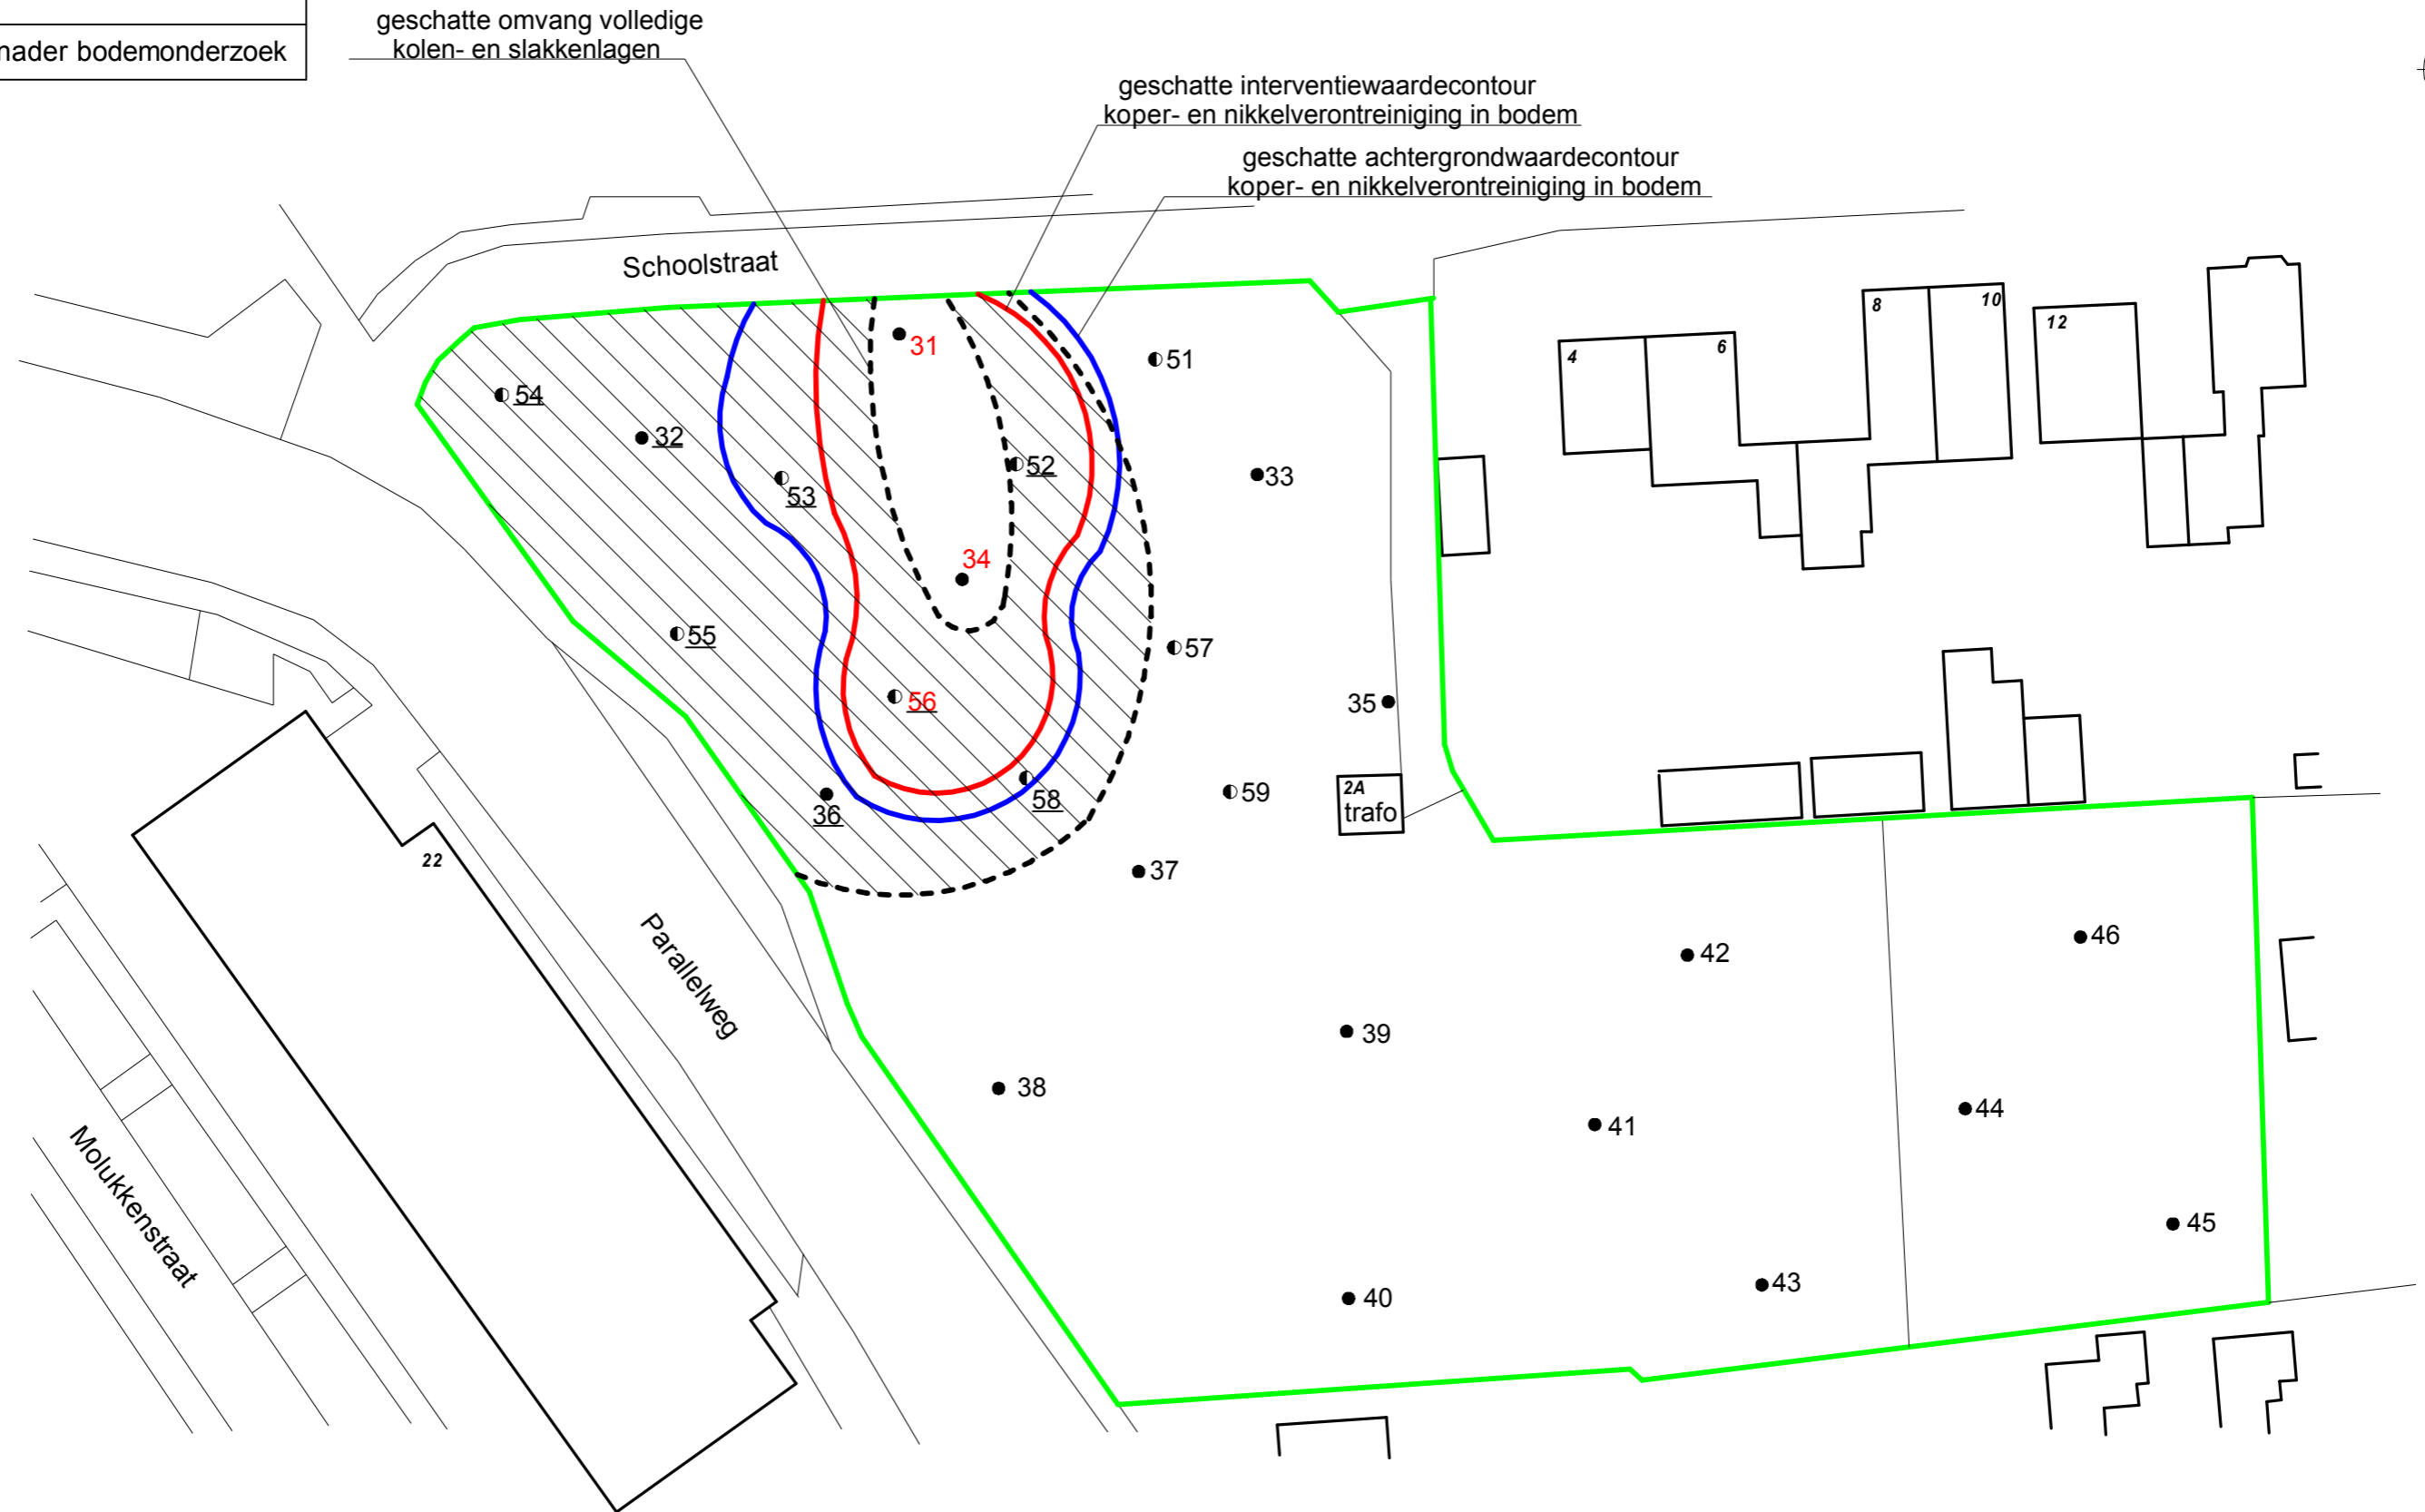 nader bodemonderzoek
geschatte omvang volledige
kolen- en slakkenlagen
geschatte interventiewaardecontour
koper- en nikkelverontreiniging in bodem
geschatte achtergrondwaardecontour
koper- en nikkelverontreiniging in bodem
Schoolstraat
31
51
54
32
53
52
33
34
55
57
56
35
36
58
59
37
38
39
40
41
42
43
44
45
46
4
6
8
10
12
2A
trafo
22
Parallelweg
Molukkenstraat